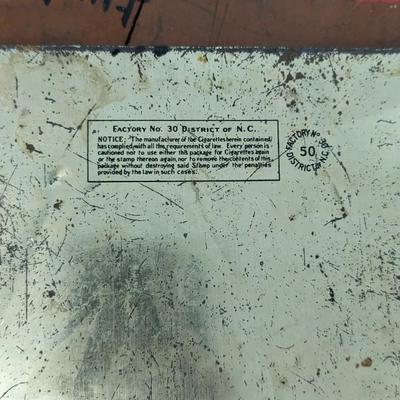 FACTORY NO. 30 DISTRICT OF N.C.
NOTICE: The manufacturer of the Cigarettes herein contained
has complied with all the requirements of law. Every person is
cautioned not to use either this package for Cigarettes again
or the stamp thereon again, nor to remove the contents of this
package without destroying said Stamp under the penalties
provided by the law in such cases.
FACTORY No 30
50
DISTRICT OF N.C.